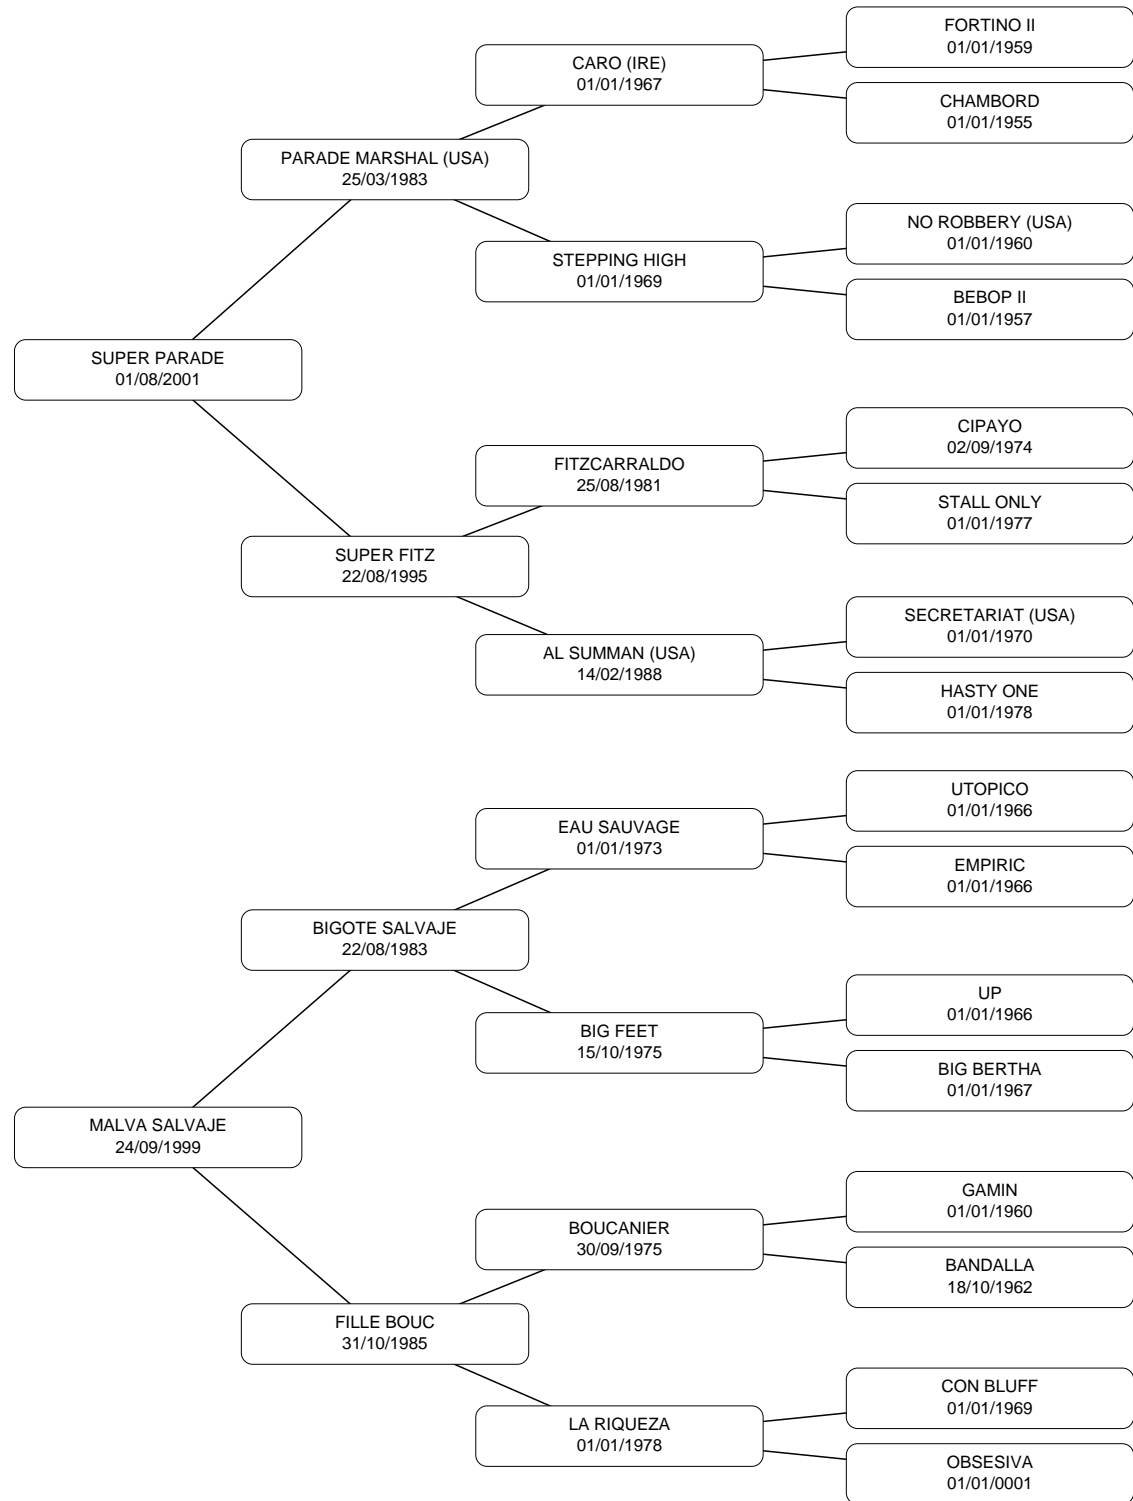 FORTINO II
01/01/1959
CARO (IRE)
01/01/1967
CHAMBORD
01/01/1955
PARADE MARSHAL (USA)
25/03/1983
NO ROBBERY (USA)
01/01/1960
STEPPING HIGH
01/01/1969
BEBOP II
01/01/1957
SUPER PARADE
01/08/2001
CIPAYO
02/09/1974
FITZCARRALDO
25/08/1981
STALL ONLY
01/01/1977
SUPER FITZ
22/08/1995
SECRETARIAT (USA)
01/01/1970
AL SUMMAN (USA)
14/02/1988
HASTY ONE
01/01/1978
UTOPICO
01/01/1966
EAU SAUVAGE
01/01/1973
EMPIRIC
01/01/1966
BIGOTE SALVAJE
22/08/1983
UP
01/01/1966
BIG FEET
15/10/1975
BIG BERTHA
01/01/1967
MALVA SALVAJE
24/09/1999
GAMIN
01/01/1960
BOUCANIER
30/09/1975
BANDALLA
18/10/1962
FILLE BOUC
31/10/1985
CON BLUFF
01/01/1969
LA RIQUEZA
01/01/1978
OBSESIVA
01/01/0001